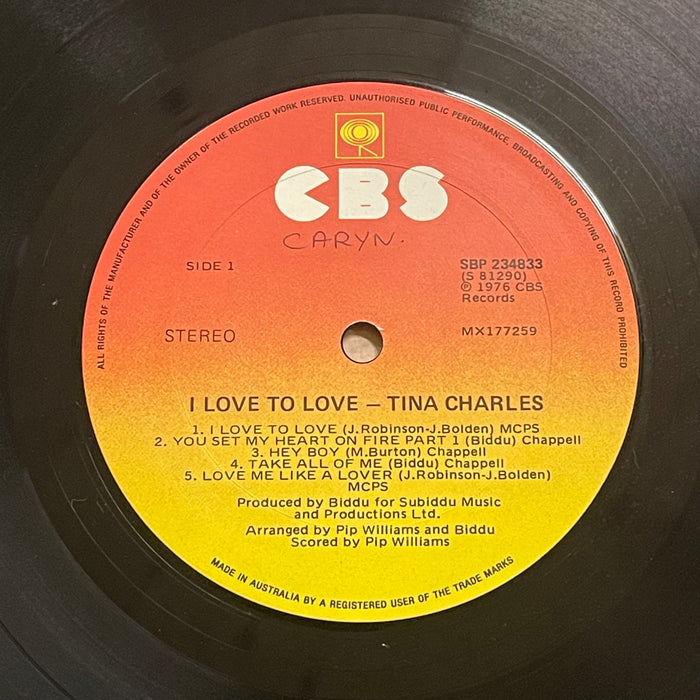 ALL RIGHTS OF THE MANUFACTURER AND OF THE OWNER OF THE RECORDED WORK RESERVED. UNAUTHORISED PUBLIC PERFORMANCE, BROADCASTING AND COPYING OF THIS RECORD PROHIBITED
CBS
CARYN.
SIDE 1
SBP 234833
(S 81290)
℗ 1976 CBS
Records
STEREO
MX177259
I LOVE TO LOVE – TINA CHARLES
1. I LOVE TO LOVE (J.Robinson-J.Bolden) MCPS
2. YOU SET MY HEART ON FIRE PART 1 (Biddu) Chappell
3. HEY BOY (M.Burton) Chappell
4. TAKE ALL OF ME (Biddu) Chappell
5. LOVE ME LIKE A LOVER (J.Robinson-J.Bolden)
MCPS
Produced by Biddu for Subiddu Music
and Productions Ltd.
Arranged by Pip Williams and Biddu
Scored by Pip Williams
MADE IN AUSTRALIA BY A REGISTERED USER OF THE TRADE MARKS